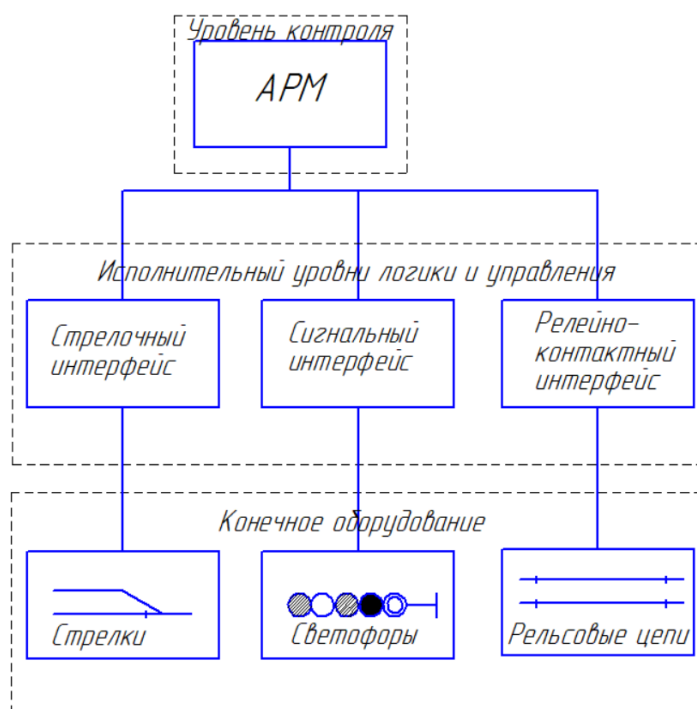 Уровень контроля
АРМ
Исполнительный уровни логики и управления
Стрелочный
интерфейс
Сигнальный
интерфейс
Релейно-
контактный
интерфейс
Конечное оборудование
Стрелки
Светофоры
Рельсовые цепи